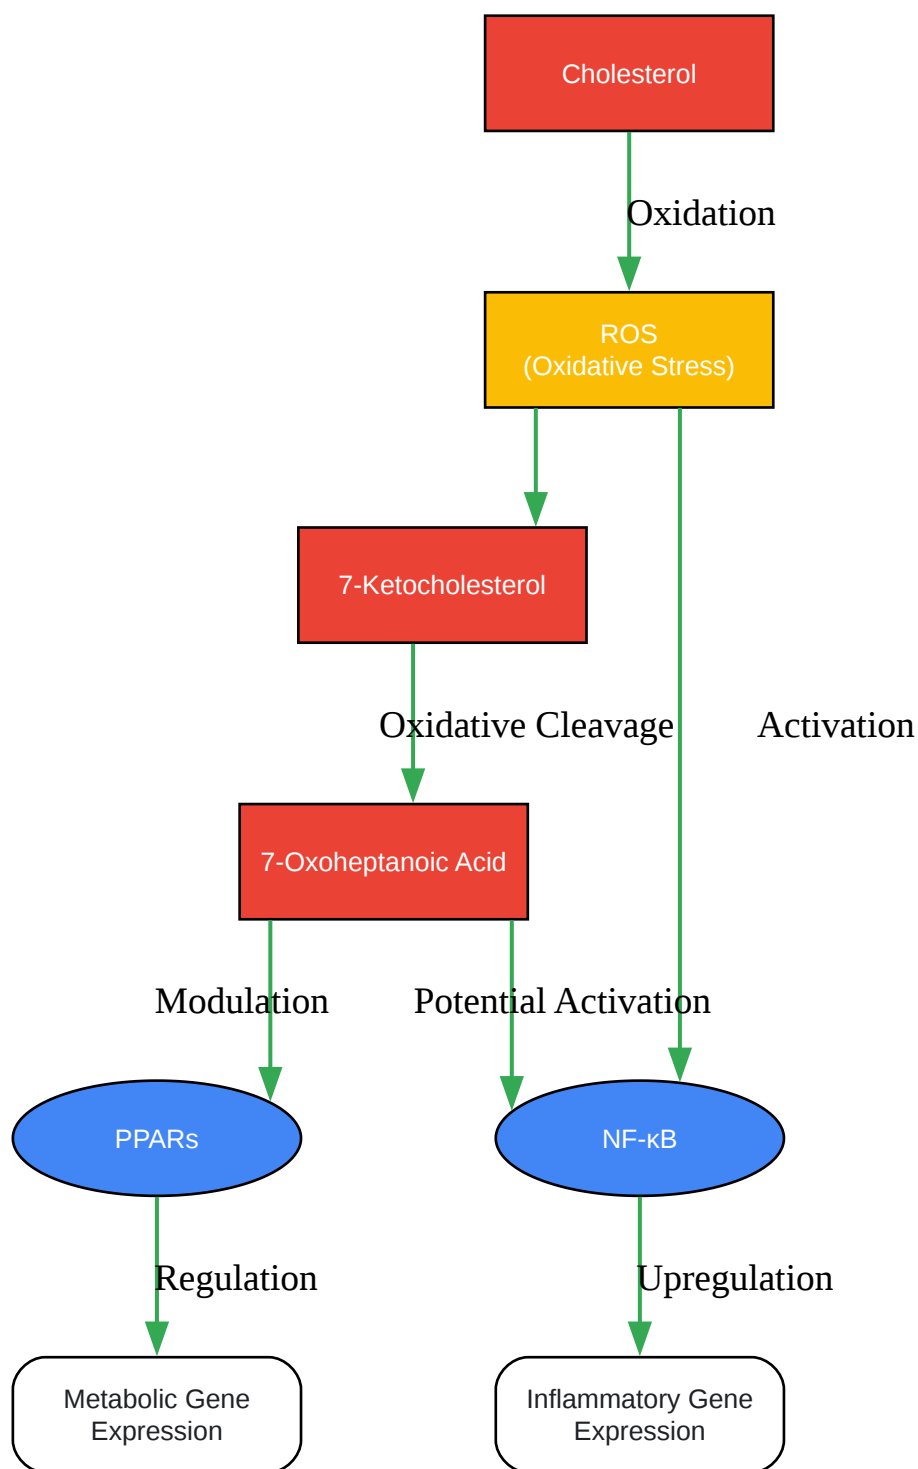 Cholesterol
Oxidation
ROS
(Oxidative Stress)
7-Ketocholesterol
Oxidative Cleavage
Activation
7-Oxoheptanoic Acid
Modulation
Potential Activation
PPARs
NF-κB
Regulation
Upregulation
Metabolic Gene
Expression
Inflammatory Gene
Expression